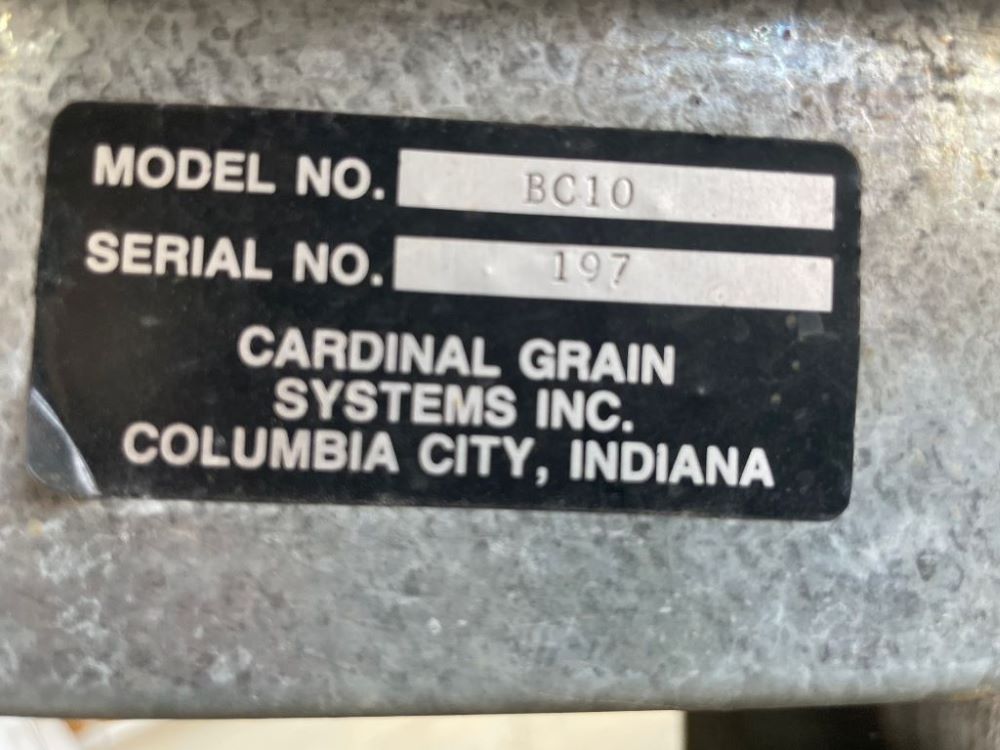 MODEL NO. BC10
SERIAL NO. 197
CARDINAL GRAIN
SYSTEMS INC.
COLUMBIA CITY, INDIANA